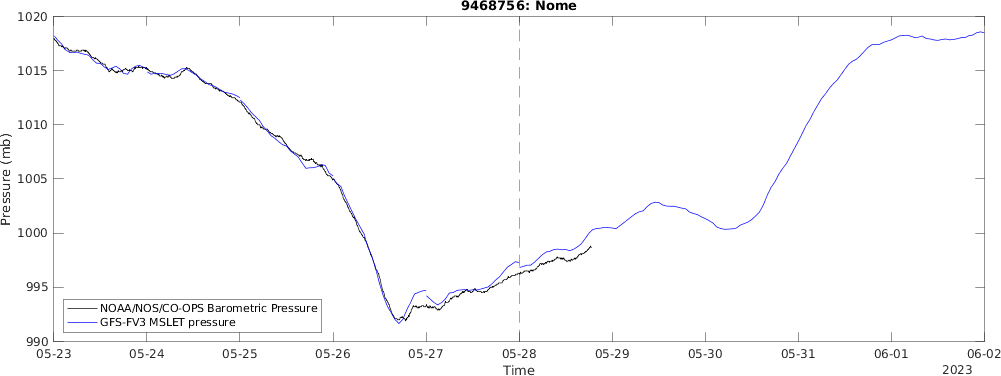 9468756: Nome
1020
1015
1010
1005
1000
995
990
Pressure (mb)
NOAA/NOS/CO-OPS Barometric Pressure
GFS-FV3 MSLET pressure
05-23 05-24 05-25 05-26 05-27 05-28 05-29 05-30 05-31 06-01 06-02
Time
2023